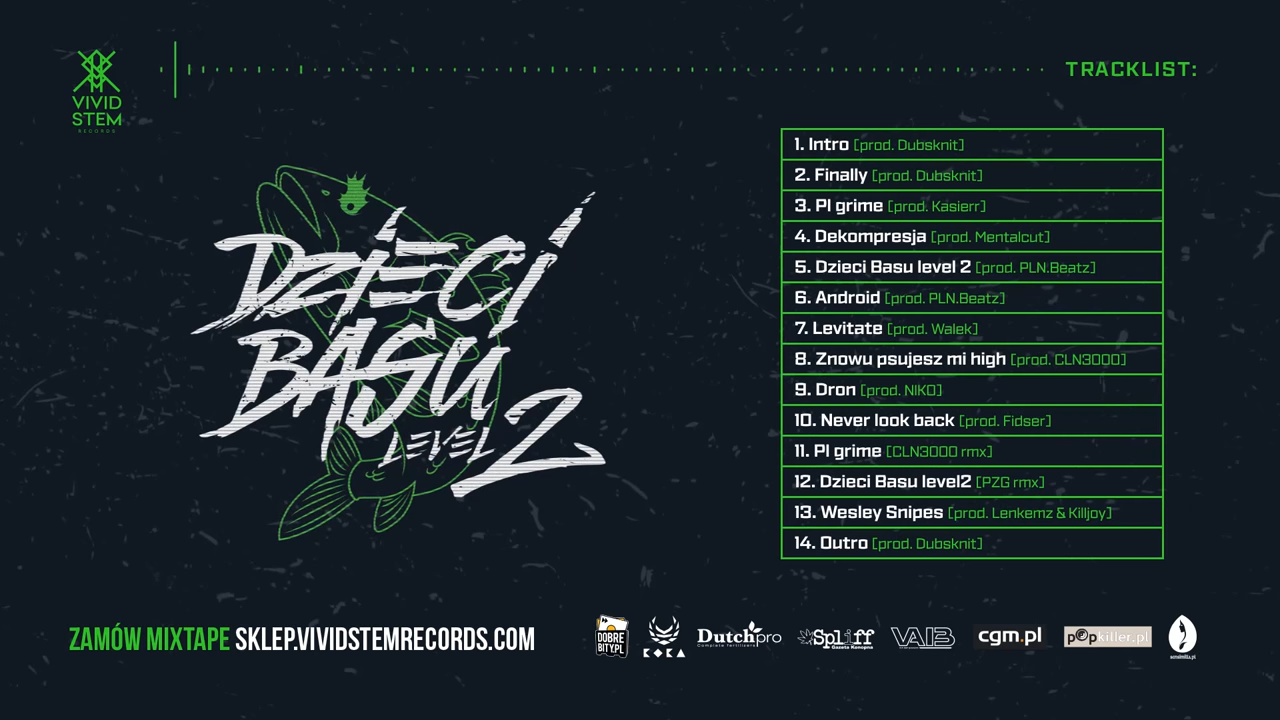 VIVID
STEM
RECORDS
TRACKLIST:
DZIECI
BASU
LEVEL 2
1. Intro [prod. Dubsknit]
2. Finally [prod. Dubsknit]
3. Pl grime [prod. Kasierr]
4. Dekompresja [prod. Mentalcut]
5. Dzieci Basu level 2 [prod. PLN.Beatz]
6. Android [prod. PLN.Beatz]
7. Levitate [prod. Walek]
8. Znowu psujesz mi high [prod. CLN3000]
9. Dron [prod. NIKO]
10. Never look back [prod. Fidser]
11. Pl grime [CLN3000 rmx]
12. Dzieci Basu level2 [PZG rmx]
13. Wesley Snipes [prod. Lenkemz & Killjoy]
14. Outro [prod. Dubsknit]
ZAMÓW MIXTAPE SKLEP.VIVIDSTEMRECORDS.COM
DOBRE
BITY.PL
KOKA
Dutchpro
Complete fertilizers
Spliff
Gazeta Konopna
VAIB
cgm.pl
popkiller.pl